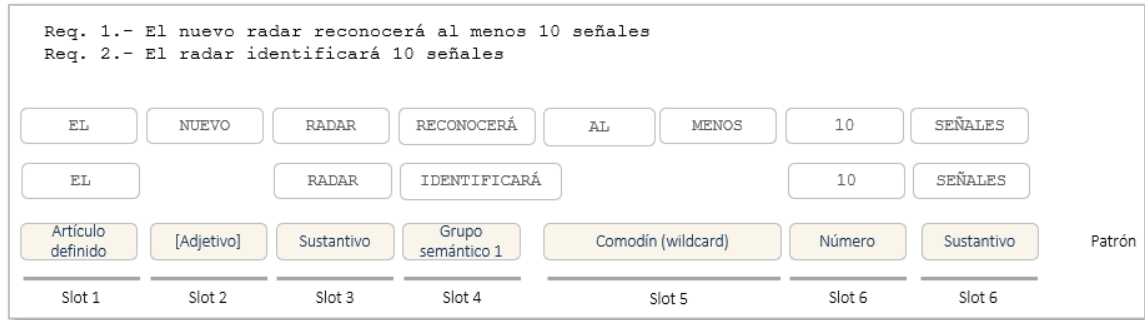 Req. 1.- El nuevo radar reconocerá al menos 10 señales
Req. 2.- El radar identificará 10 señales
EL NUEVO RADAR RECONOCERÁ AL MENOS 10 SEÑALES
EL RADAR IDENTIFICARÁ 10 SEÑALES
Artículo definido [Adjetivo] Sustantivo Grupo semántico 1 Comodín (wildcard) Número Sustantivo Patrón
Slot 1 Slot 2 Slot 3 Slot 4 Slot 5 Slot 6 Slot 6